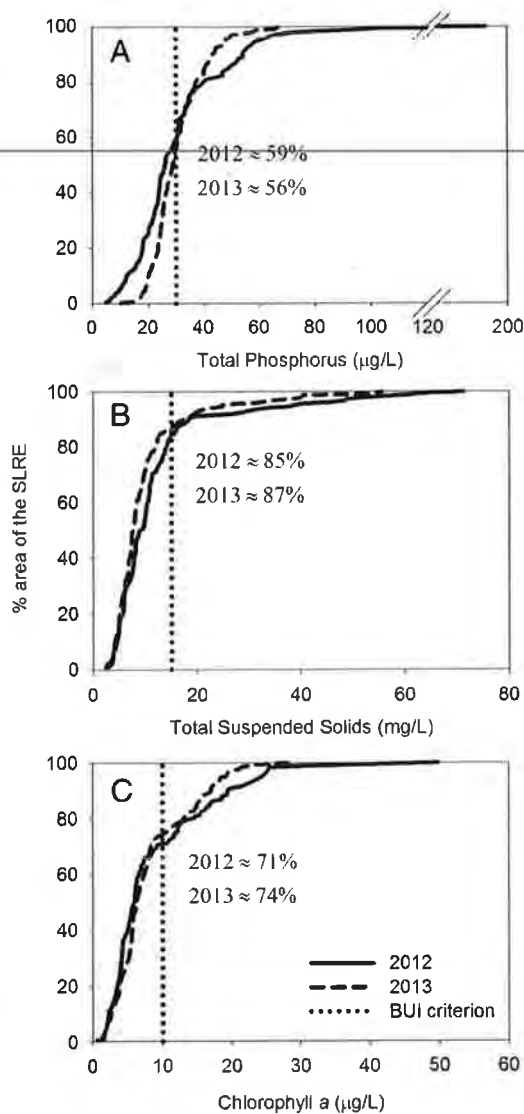 A
100
80
60
40
20
0
2012 ≈ 59%
2013 ≈ 56%
0 20 40 60 80 100 120 200
Total Phosphorus (µg/L)
% area of the SLRE
B
100
80
60
40
20
0
2012 ≈ 85%
2013 ≈ 87%
0 20 40 60 80
Total Suspended Solids (mg/L)
C
100
80
60
40
20
0
2012 ≈ 71%
2013 ≈ 74%
2012
2013
BUI criterion
0 10 20 30 40 50 60
Chlorophyll a (µg/L)